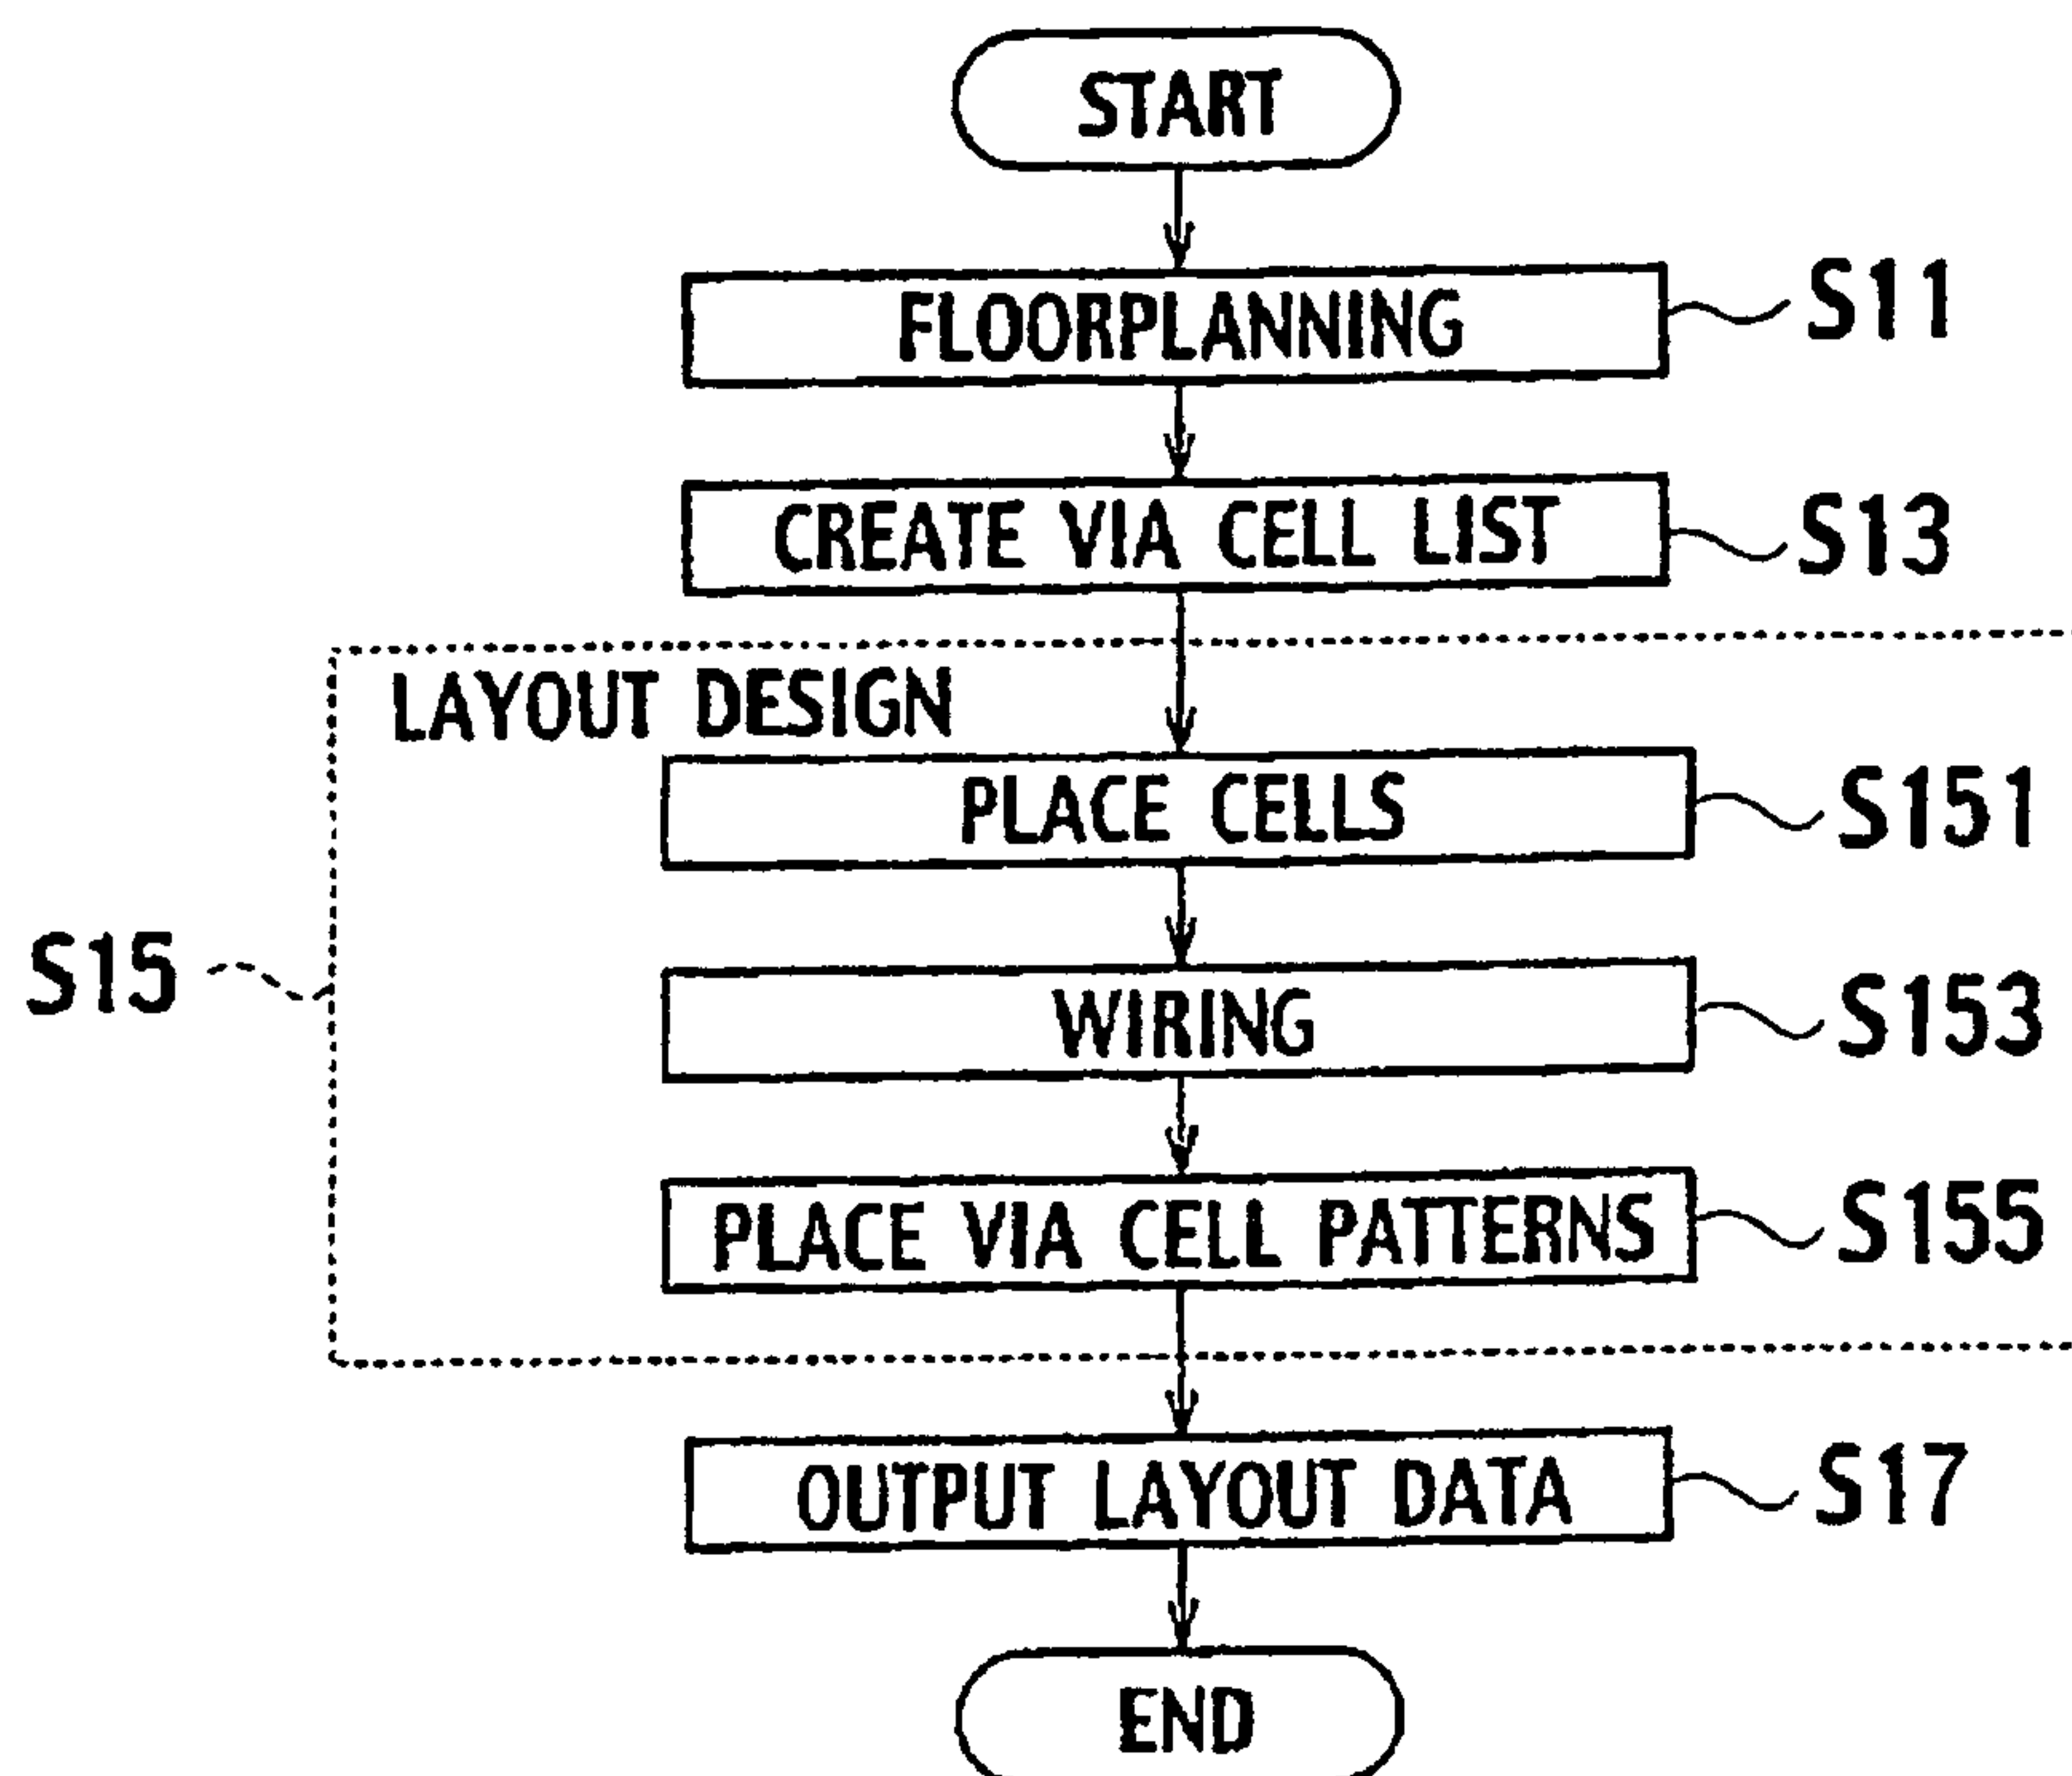 START
FLOORPLANNING
S11
CREATE VIA CELL LIST
S13
LAYOUT DESIGN
PLACE CELLS
S151
S15
WIRING
S153
PLACE VIA CELL PATTERNS
S155
OUTPUT LAYOUT DATA
S17
END